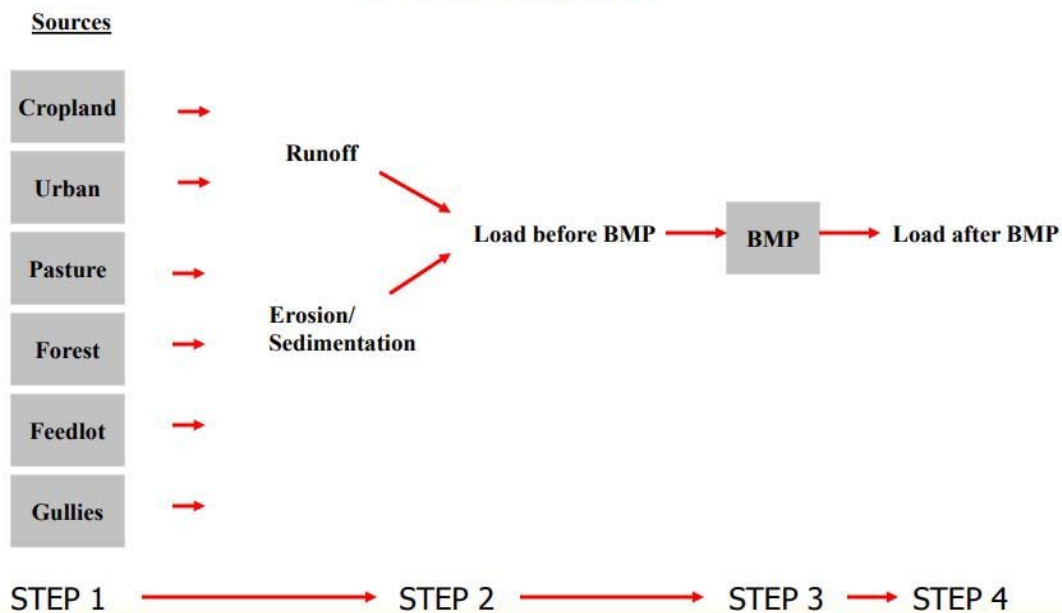 Sources
Cropland
Urban
Pasture
Forest
Feedlot
Gullies
Runoff
Erosion/
Sedimentation
Load before BMP
BMP
Load after BMP
STEP 1
STEP 2
STEP 3
STEP 4